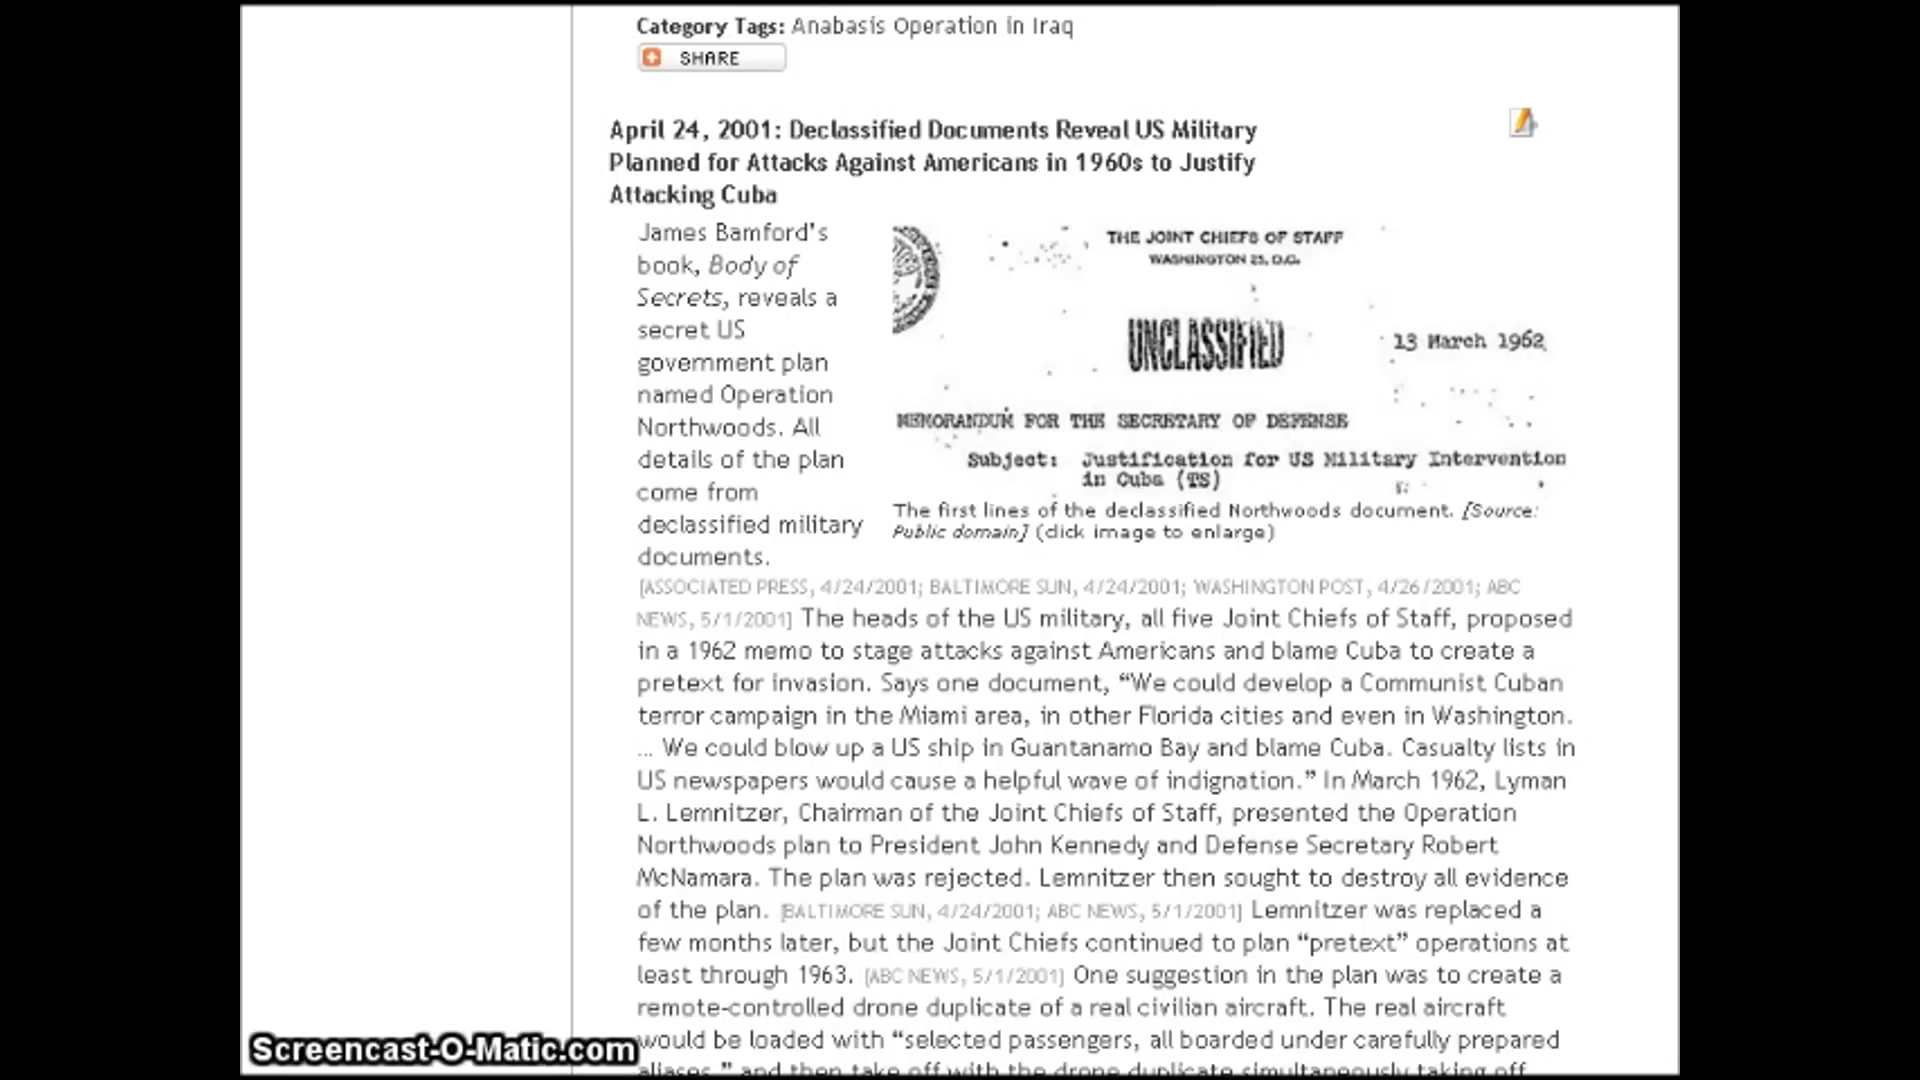 Category Tags: Anabasis Operation in Iraq
SHARE
April 24, 2001: Declassified Documents Reveal US Military
Planned for Attacks Against Americans in 1960s to Justify
Attacking Cuba
James Bamford's
book, Body of
Secrets, reveals a
secret US
government plan
named Operation
Northwoods. All
details of the plan
come from
declassified military
documents.
THE JOINT CHIEFS OF STAFF
WASHINGTON 25, D.C.
UNCLASSIFIED
13 March 1962
MEMORANDUM FOR THE SECRETARY OF DEFENSE
Subject: Justification for US Military Intervention
in Cuba (TS)
The first lines of the declassified Northwoods document. [Source:
Public domain] (click image to enlarge)
[ASSOCIATED PRESS, 4/24/2001; BALTIMORE SUN, 4/24/2001; WASHINGTON POST, 4/26/2001; ABC
NEWS, 5/1/2001] The heads of the US military, all five Joint Chiefs of Staff, proposed
in a 1962 memo to stage attacks against Americans and blame Cuba to create a
pretext for invasion. Says one document, “We could develop a Communist Cuban
terror campaign in the Miami area, in other Florida cities and even in Washington.
... We could blow up a US ship in Guantanamo Bay and blame Cuba. Casualty lists in
US newspapers would cause a helpful wave of indignation.” In March 1962, Lyman
L. Lemnitzer, Chairman of the Joint Chiefs of Staff, presented the Operation
Northwoods plan to President John Kennedy and Defense Secretary Robert
McNamara. The plan was rejected. Lemnitzer then sought to destroy all evidence
of the plan. [BALTIMORE SUN, 4/24/2001; ABC NEWS, 5/1/2001] Lemnitzer was replaced a
few months later, but the Joint Chiefs continued to plan “pretext” operations at
least through 1963. [ABC NEWS, 5/1/2001] One suggestion in the plan was to create a
remote-controlled drone duplicate of a real civilian aircraft. The real aircraft
would be loaded with “selected passengers, all boarded under carefully prepared
aliases,” and then take off with the drone duplicate simultaneously taking off
Screencast-O-Matic.com